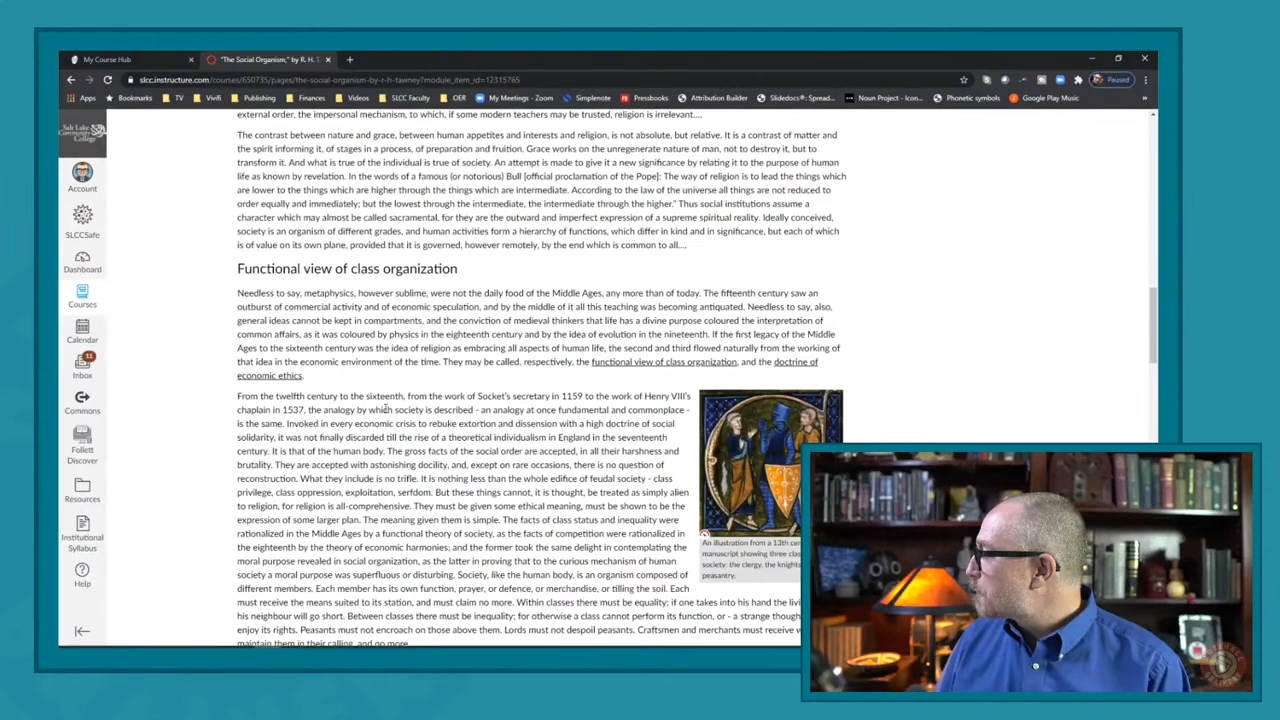 My Course Hub
"The Social Organism," by R. H. T
slcc.instructure.com/courses/650735/pages/the-social-organism-by-r-h-tawney?module_item_id=12315765
Paused
Apps
Bookmarks
TV
Vivifi
Publishing
Finances
Videos
SLCC Faculty
OER
My Meetings - Zoom
Simplenote
Pressbooks
Attribution Builder
Slidedocs®: Spread...
Noun Project - Icon...
Phonetic symbols
Google Play Music
Salt Lake
Community
College
Account
SLCCSafe
Dashboard
Courses
Calendar
11
Inbox
Commons
Follett
Discover
Resources
Institutional
Syllabus
Help
external order, the impersonal mechanism, to which, if some modern teachers may be trusted, religion is irrelevant....
The contrast between nature and grace, between human appetites and interests and religion, is not absolute, but relative. It is a contrast of matter and
the spirit informing it, of stages in a process, of preparation and fruition. Grace works on the unregenerate nature of man, not to destroy it, but to
transform it. And what is true of the individual is true of society. An attempt is made to give it a new significance by relating it to the purpose of human
life as known by revelation. In the words of a famous (or notorious) Bull [official proclamation of the Pope]: The way of religion is to lead the things which
are lower to the things which are higher through the things which are intermediate. According to the law of the universe all things are not reduced to
order equally and immediately; but the lowest through the intermediate, the intermediate through the higher." Thus social institutions assume a
character which may almost be called sacramental, for they are the outward and imperfect expression of a supreme spiritual reality. Ideally conceived,
society is an organism of different grades, and human activities form a hierarchy of functions, which differ in kind and in significance, but each of which
is of value on its own plane, provided that it is governed, however remotely, by the end which is common to all....
Functional view of class organization
Needless to say, metaphysics, however sublime, were not the daily food of the Middle Ages, any more than of today. The fifteenth century saw an
outburst of commercial activity and of economic speculation, and by the middle of it all this teaching was becoming antiquated. Needless to say, also,
general ideas cannot be kept in compartments, and the conviction of medieval thinkers that life has a divine purpose coloured the interpretation of
common affairs, as it was coloured by physics in the eighteenth century and by the idea of evolution in the nineteenth. If the first legacy of the Middle
Ages to the sixteenth century was the idea of religion as embracing all aspects of human life, the second and third flowed naturally from the working of
that idea in the economic environment of the time. They may be called, respectively, the functional view of class organization, and the doctrine of
economic ethics.
From the twelfth century to the sixteenth, from the work of Socket's secretary in 1159 to the work of Henry VIII's
chaplain in 1537, the analogy by which society is described - an analogy at once fundamental and commonplace -
is the same. Invoked in every economic crisis to rebuke extortion and dissension with a high doctrine of social
solidarity, it was not finally discarded till the rise of a theoretical individualism in England in the seventeenth
century. It is that of the human body. The gross facts of the social order are accepted, in all their harshness and
brutality. They are accepted with astonishing docility, and, except on rare occasions, there is no question of
reconstruction. What they include is no trifle. It is nothing less than the whole edifice of feudal society - class
privilege, class oppression, exploitation, serfdom. But these things cannot, it is thought, be treated as simply alien
to religion, for religion is all-comprehensive. They must be given some ethical meaning, must be shown to be the
expression of some larger plan. The meaning given them is simple. The facts of class status and inequality were
rationalized in the Middle Ages by a functional theory of society, as the facts of competition were rationalized in
the eighteenth by the theory of economic harmonies; and the former took the same delight in contemplating the
moral purpose revealed in social organization, as the latter in proving that to the curious mechanism of human
society a moral purpose was superfluous or disturbing. Society, like the human body, is an organism composed of
different members. Each member has its own function, prayer, or defence, or merchandise, or tilling the soil. Each
must receive the means suited to its station, and must claim no more. Within classes there must be equality; if one takes into his hand the livi
his neighbour will go short. Between classes there must be inequality; for otherwise a class cannot perform its function, or - a strange though
enjoy its rights. Peasants must not encroach on those above them. Lords must not despoil peasants. Craftsmen and merchants must receive w
maintain them in their calling, and no more.
An illustration from a 13th cen
manuscript showing three clas
society: the clergy, the knights
peasantry.